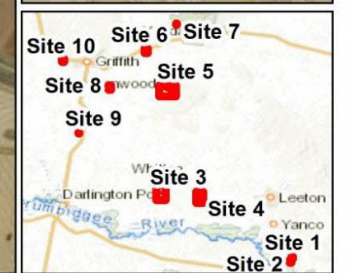 Site 7
Site 6
Site 10
Griffith
Site 5
Site 8
Site 9
Site 3
Darlington Po
Site 4
Leeton
River
Yanco
Site 1
Site 2